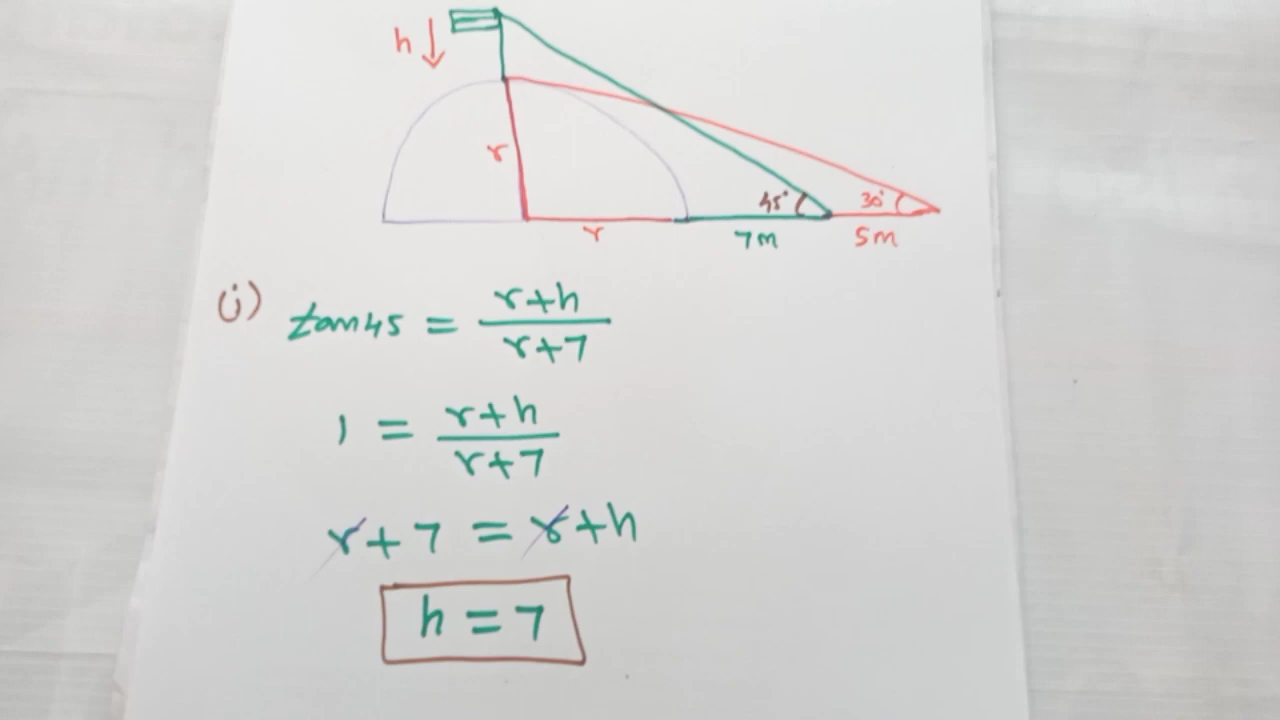 h ↓
r
45° 30°
r 7m 5m
(i) tan45 = r+h / r+7
1 = r+h / r+7
r+7 = r+h
h = 7